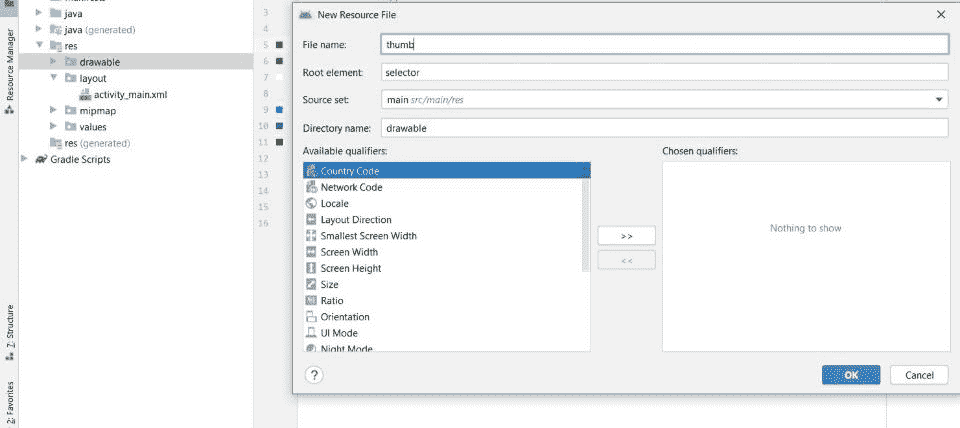 java
java (generated)
res
drawable
layout
activity_main.xml
mipmap
values
res (generated)
Gradle Scripts
Resource Manager
Z: Structure
2: Favorites
3
4
5
6
7
8
9
10
11
12
13
14
15
16
New Resource File
File name: thumb
Root element: selector
Source set: main src/main/res
Directory name: drawable
Available qualifiers:
Country Code
Network Code
Locale
Layout Direction
Smallest Screen Width
Screen Width
Screen Height
Size
Ratio
Orientation
UI Mode
Night Mode
>>
<<
Chosen qualifiers:
Nothing to show
?
OK
Cancel